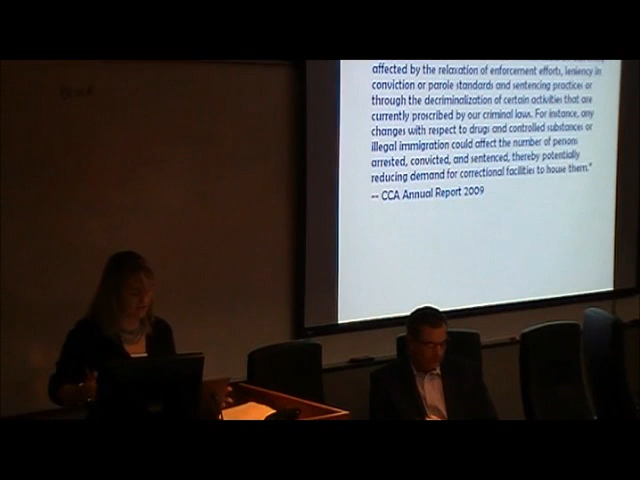 affected by the relaxation of enforcement efforts, leniency in
conviction or parole standards and sentencing practices or
through the decriminalization of certain activities that are
currently proscribed by our criminal laws. For instance, any
changes with respect to drugs and controlled substances or
illegal immigration could affect the number of persons
arrested, convicted, and sentenced, thereby potentially
reducing demand for correctional facilities to house them."
-- CCA Annual Report 2009